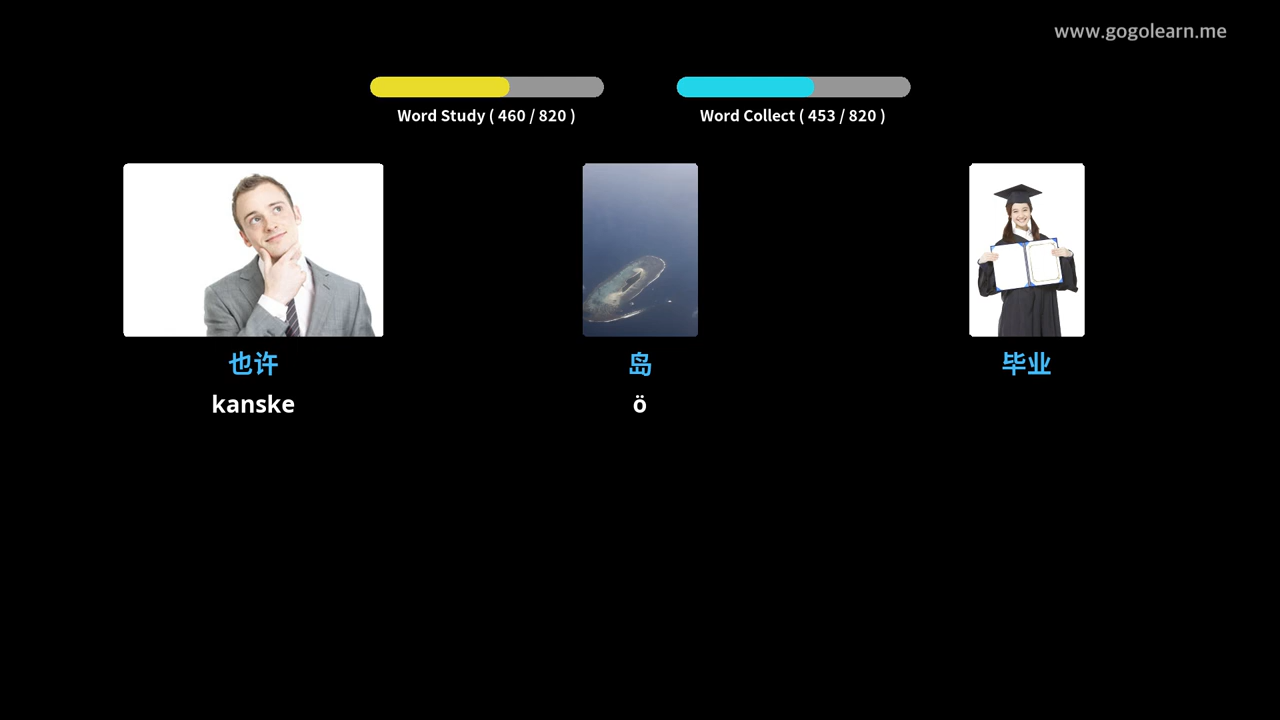 www.gogolearn.me
Word Study ( 460 / 820 )
Word Collect ( 453 / 820 )
也许
岛
毕业
kanske
ö